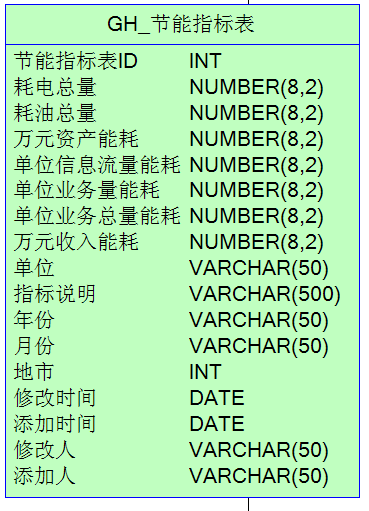 GH_节能指标表
节能指标表ID INT
耗电总量 NUMBER(8,2)
耗油总量 NUMBER(8,2)
万元资产能耗 NUMBER(8,2)
单位信息流量能耗 NUMBER(8,2)
单位业务量能耗 NUMBER(8,2)
单位业务总量能耗 NUMBER(8,2)
万元收入能耗 NUMBER(8,2)
单位 VARCHAR(50)
指标说明 VARCHAR(500)
年份 VARCHAR(50)
月份 VARCHAR(50)
地市 INT
修改时间 DATE
添加时间 DATE
修改人 VARCHAR(50)
添加人 VARCHAR(50)